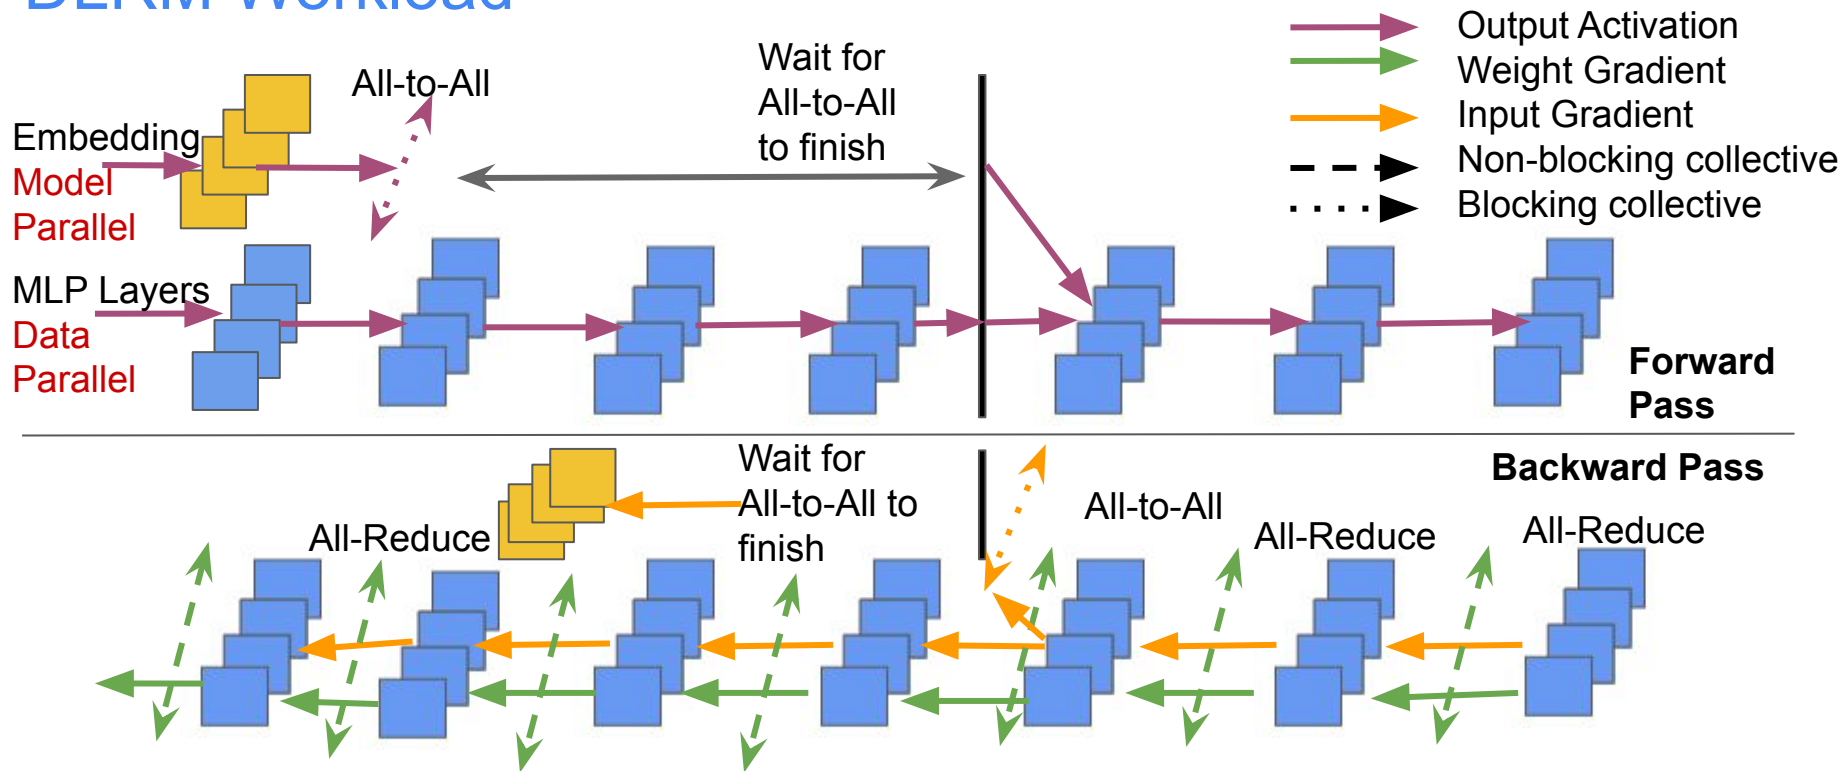 DLRM Workload
Output Activation
Weight Gradient
Input Gradient
Non-blocking collective
Blocking collective
All-to-All
Wait for
All-to-All
to finish
Embedding
Model
Parallel
MLP Layers
Data
Parallel
Forward
Pass
Backward Pass
Wait for
All-to-All to
finish
All-Reduce
All-to-All
All-Reduce
All-Reduce